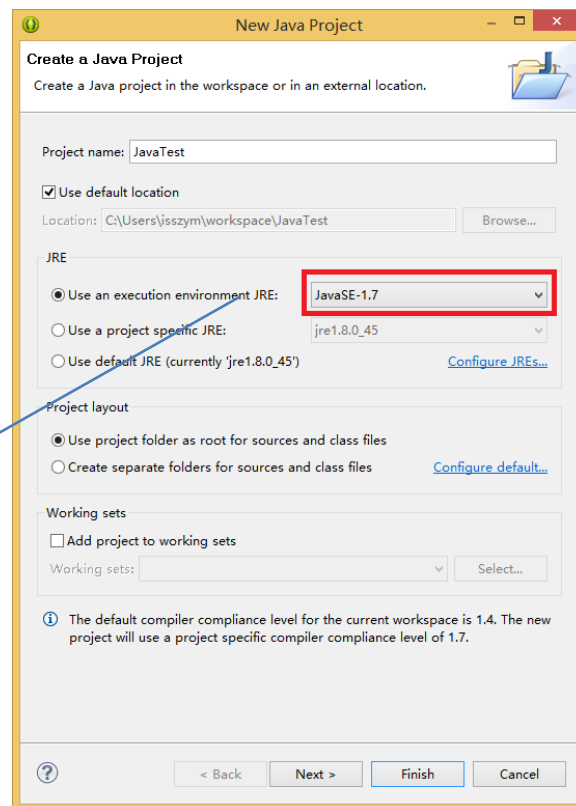 New Java Project
Create a Java Project
Create a Java project in the workspace or in an external location.
Project name: JavaTest
Use default location
Location: C:\Users\isszym\workspace\JavaTest Browse...
JRE
Use an execution environment JRE: JavaSE-1.7
Use a project specific JRE: jre1.8.0_45
Use default JRE (currently 'jre1.8.0_45') Configure JREs...
Project layout
Use project folder as root for sources and class files
Create separate folders for sources and class files Configure default...
Working sets
Add project to working sets
Working sets: Select...
The default compiler compliance level for the current workspace is 1.4. The new
project will use a project specific compiler compliance level of 1.7.
? < Back Next > Finish Cancel